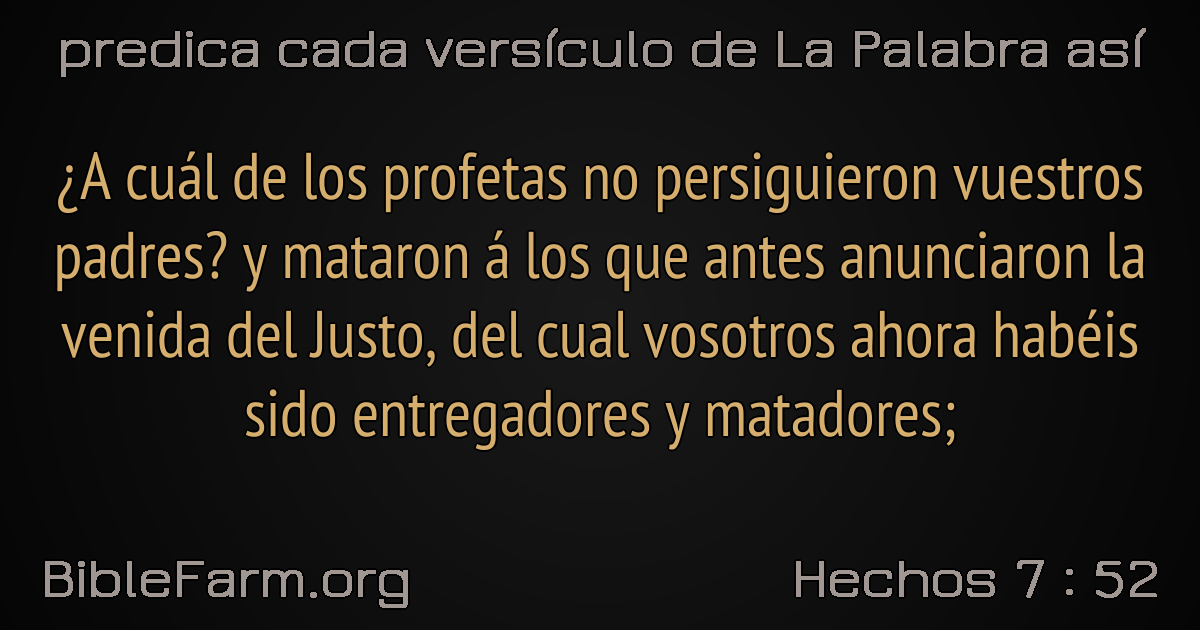 predica cada versículo de La Palabra así
¿A cuál de los profetas no persiguieron vuestros
padres? y mataron á los que antes anunciaron la
venida del Justo, del cual vosotros ahora habéis
sido entregadores y matadores;
BibleFarm.org
Hechos 7 : 52